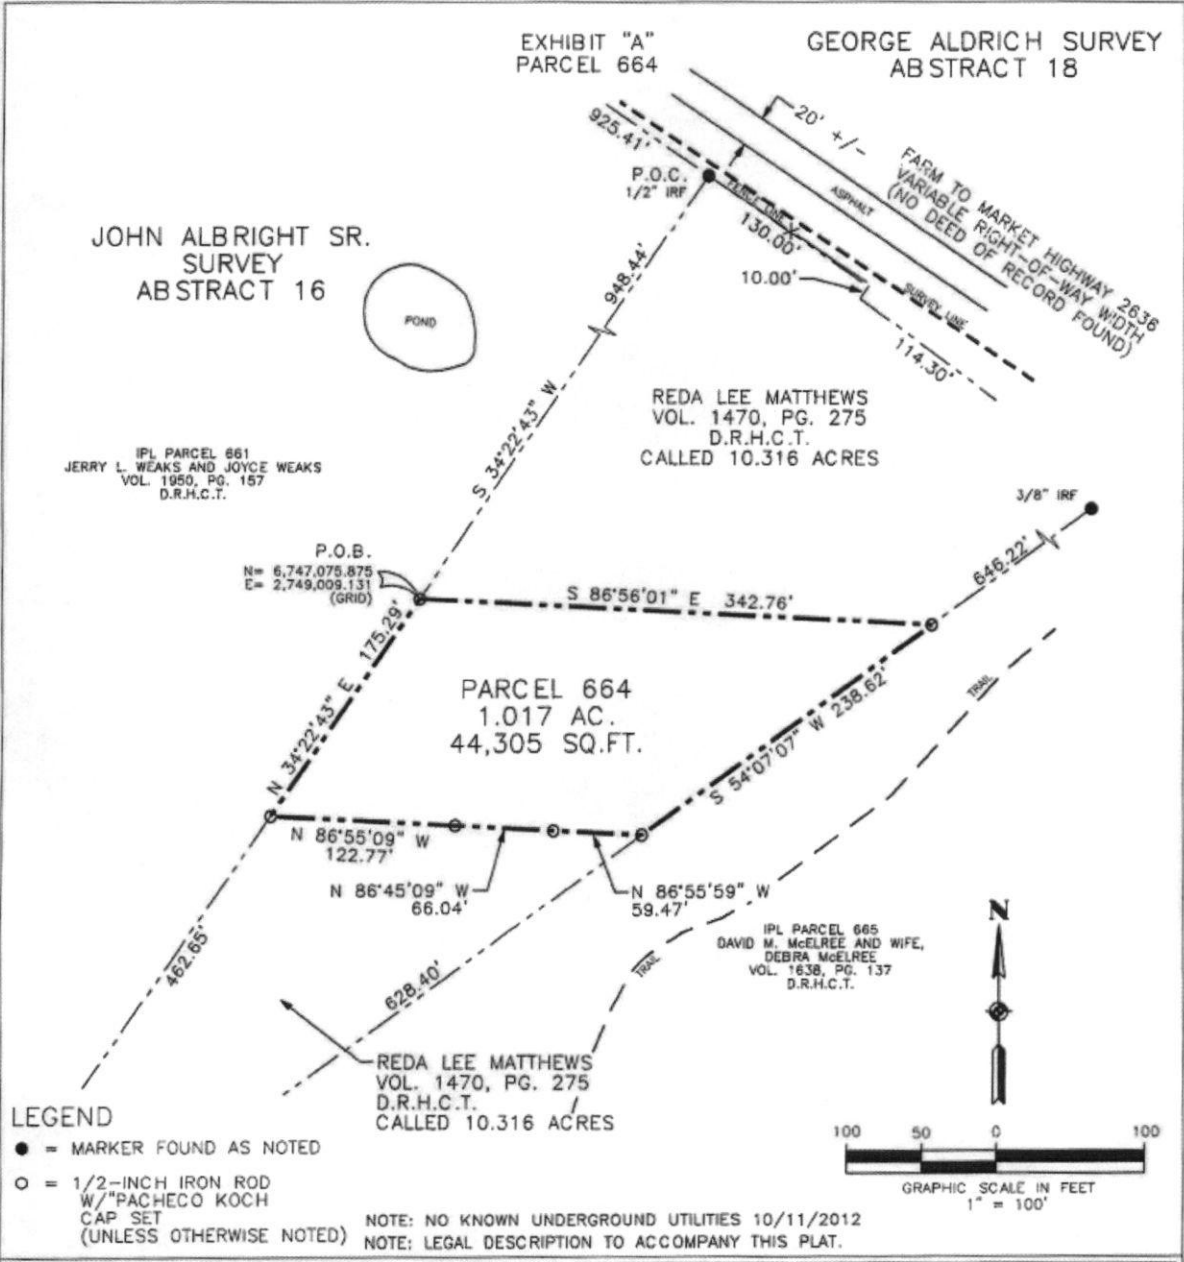 EXHIBIT "A"
PARCEL 664
GEORGE ALDRICH SURVEY
ABSTRACT 18
925.41'
20' +/-
FARM TO MARKET HIGHWAY 2636
VARIABLE RIGHT-OF-WAY WIDTH
(NO DEED OF RECORD FOUND)
P.O.C.
1/2" IRF
FENCE LINE
ASPHALT
130.00'
10.00'
SURVEY LINE
114.30'
JOHN ALBRIGHT SR.
SURVEY
ABSTRACT 16
POND
948.44'
S 34°22'43" W
REDA LEE MATTHEWS
VOL. 1470, PG. 275
D.R.H.C.T.
CALLED 10.316 ACRES
IPL PARCEL 661
JERRY L. WEAKS AND JOYCE WEAKS
VOL. 1950, PG. 157
D.R.H.C.T.
3/8" IRF
646.22'
P.O.B.
N= 6,747,075.875
E= 2,749,009.131
(GRID)
S 86°56'01" E 342.76'
N 34°22'43" E 175.29'
PARCEL 664
1.017 AC.
44,305 SQ.FT.
S 54°07'07" W 238.62'
TRAIL
N 86°55'09" W
122.77'
N 86°45'09" W
66.04'
N 86°55'59" W
59.47'
462.65'
628.40'
TRAIL
IPL PARCEL 665
DAVID M. McELREE AND WIFE,
DEBRA McELREE
VOL. 1638, PG. 137
D.R.H.C.T.
N
REDA LEE MATTHEWS
VOL. 1470, PG. 275
D.R.H.C.T.
CALLED 10.316 ACRES
LEGEND
= MARKER FOUND AS NOTED
= 1/2-INCH IRON ROD
W/"PACHECO KOCH
CAP SET
(UNLESS OTHERWISE NOTED)
100 50 0 100
GRAPHIC SCALE IN FEET
1" = 100'
NOTE: NO KNOWN UNDERGROUND UTILITIES 10/11/2012
NOTE: LEGAL DESCRIPTION TO ACCOMPANY THIS PLAT.